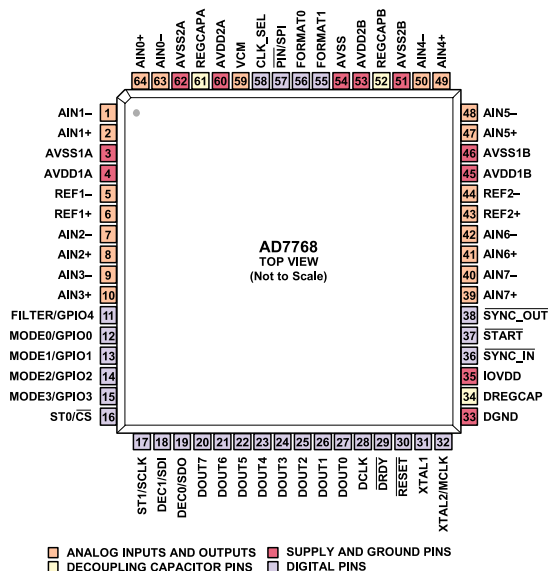 AIN0+
AIN0–
AVSS2A
REGCAPA
AVDD2A
VCM
CLK_SEL
PIN/SPI
FORMAT0
FORMAT1
AVSS
AVDD2B
REGCAPB
AVSS2B
AIN4–
AIN4+
64 63 62 61 60 59 58 57 56 55 54 53 52 51 50 49
AIN1– 1
AIN1+ 2
AVSS1A 3
AVDD1A 4
REF1– 5
REF1+ 6
AIN2– 7
AIN2+ 8
AIN3– 9
AIN3+ 10
FILTER/GPIO4 11
MODE0/GPIO0 12
MODE1/GPIO1 13
MODE2/GPIO2 14
MODE3/GPIO3 15
ST0/CS 16
AD7768
TOP VIEW
(Not to Scale)
48 AIN5–
47 AIN5+
46 AVSS1B
45 AVDD1B
44 REF2–
43 REF2+
42 AIN6–
41 AIN6+
40 AIN7–
39 AIN7+
38 SYNC_OUT
37 START
36 SYNC_IN
35 IOVDD
34 DREGCAP
33 DGND
17 18 19 20 21 22 23 24 25 26 27 28 29 30 31 32
ST1/SCLK
DEC1/SDI
DEC0/SDO
DOUT7
DOUT6
DOUT5
DOUT4
DOUT3
DOUT2
DOUT1
DOUT0
DCLK
DRDY
RESET
XTAL1
XTAL2/MCLK
ANALOG INPUTS AND OUTPUTS
SUPPLY AND GROUND PINS
DECOUPLING CAPACITOR PINS
DIGITAL PINS